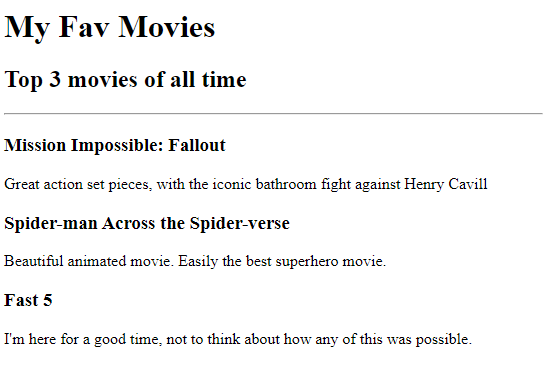 My Fav Movies
Top 3 movies of all time
Mission Impossible: Fallout
Great action set pieces, with the iconic bathroom fight against Henry Cavill
Spider-man Across the Spider-verse
Beautiful animated movie. Easily the best superhero movie.
Fast 5
I'm here for a good time, not to think about how any of this was possible.